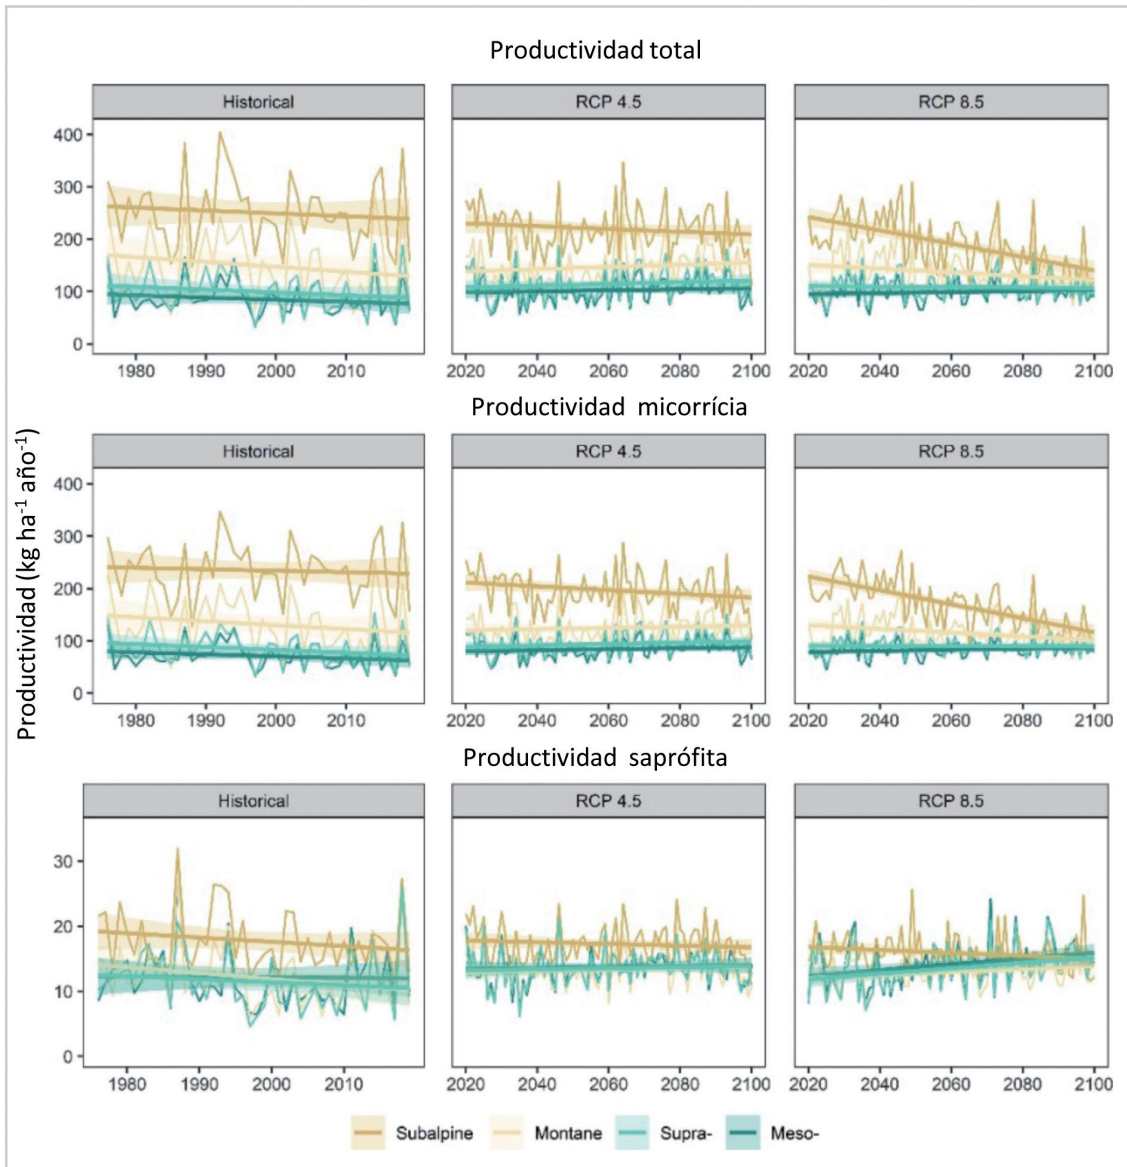 Productividad total
Historical
RCP 4.5
RCP 8.5
400
300
200
100
0
1980 1990 2000 2010
2020 2040 2060 2080 2100
2020 2040 2060 2080 2100
Productividad micorrícia
Historical
RCP 4.5
RCP 8.5
400
300
200
100
0
1980 1990 2000 2010
2020 2040 2060 2080 2100
2020 2040 2060 2080 2100
Productividad (kg ha⁻¹ año⁻¹)
Productividad saprófita
Historical
RCP 4.5
RCP 8.5
30
20
10
0
1980 1990 2000 2010
2020 2040 2060 2080 2100
2020 2040 2060 2080 2100
Subalpine Montane Supra- Meso-